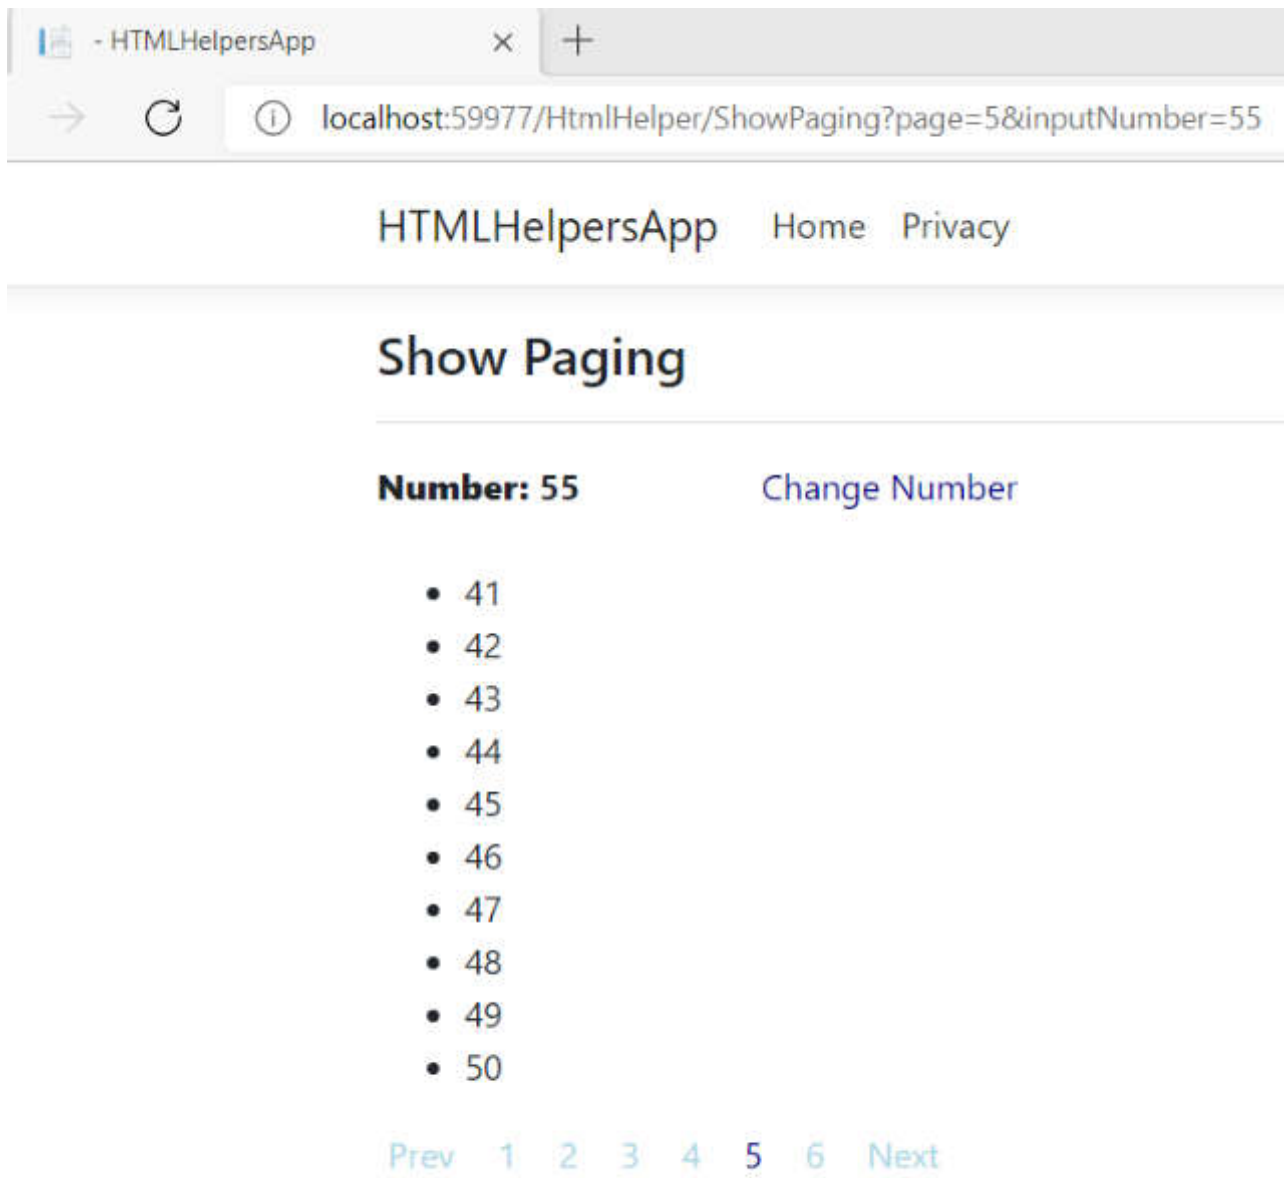 - HTMLHelpersApp
localhost:59977/HtmlHelper/ShowPaging?page=5&inputNumber=55
HTMLHelpersApp Home Privacy
Show Paging
Number: 55 Change Number
41
42
43
44
45
46
47
48
49
50
Prev 1 2 3 4 5 6 Next